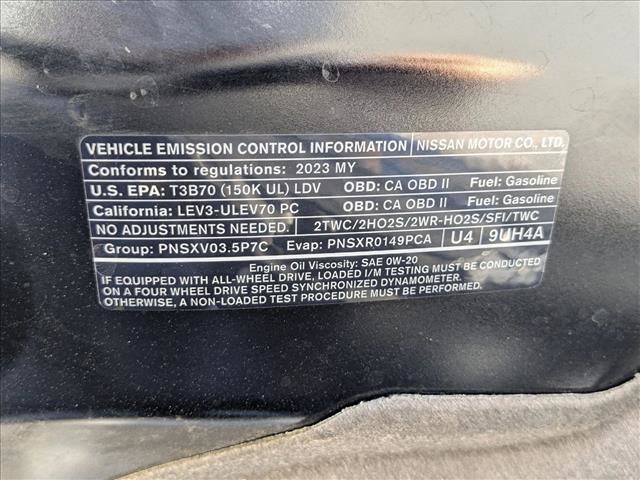 VEHICLE EMISSION CONTROL INFORMATION NISSAN MOTOR CO., LTD.
Conforms to regulations: 2023 MY
U.S. EPA: T3B70 (150K UL) LDV OBD: CA OBD II Fuel: Gasoline
California: LEV3-ULEV70 PC OBD: CA OBD II Fuel: Gasoline
NO ADJUSTMENTS NEEDED. 2TWC/2HO2S/2WR-HO2S/SFI/TWC
Group: PNSXV03.5P7C Evap: PNSXR0149PCA U4 9UH4A
Engine Oil Viscosity: SAE 0W-20
IF EQUIPPED WITH ALL-WHEEL DRIVE, LOADED I/M TESTING MUST BE CONDUCTED
ON A FOUR WHEEL DRIVE SPEED SYNCHRONIZED DYNAMOMETER.
OTHERWISE, A NON-LOADED TEST PROCEDURE MUST BE PERFORMED.